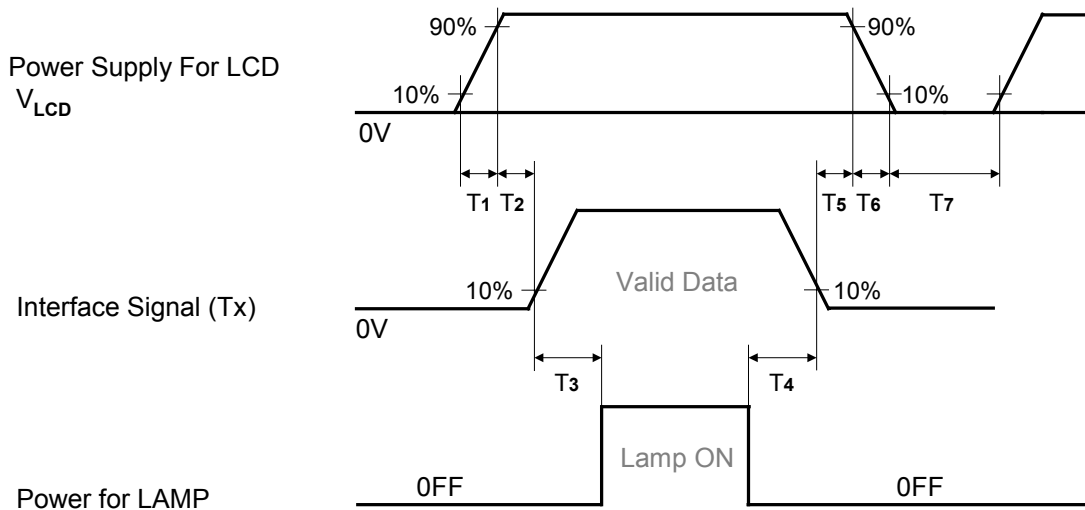 90%
90%
Power Supply For LCD
VLCD
10%
10%
0V
T1 T2 T5 T6 T7
Interface Signal (Tx)
10%
Valid Data
10%
0V
T3 T4
Lamp ON
Power for LAMP
0FF
0FF